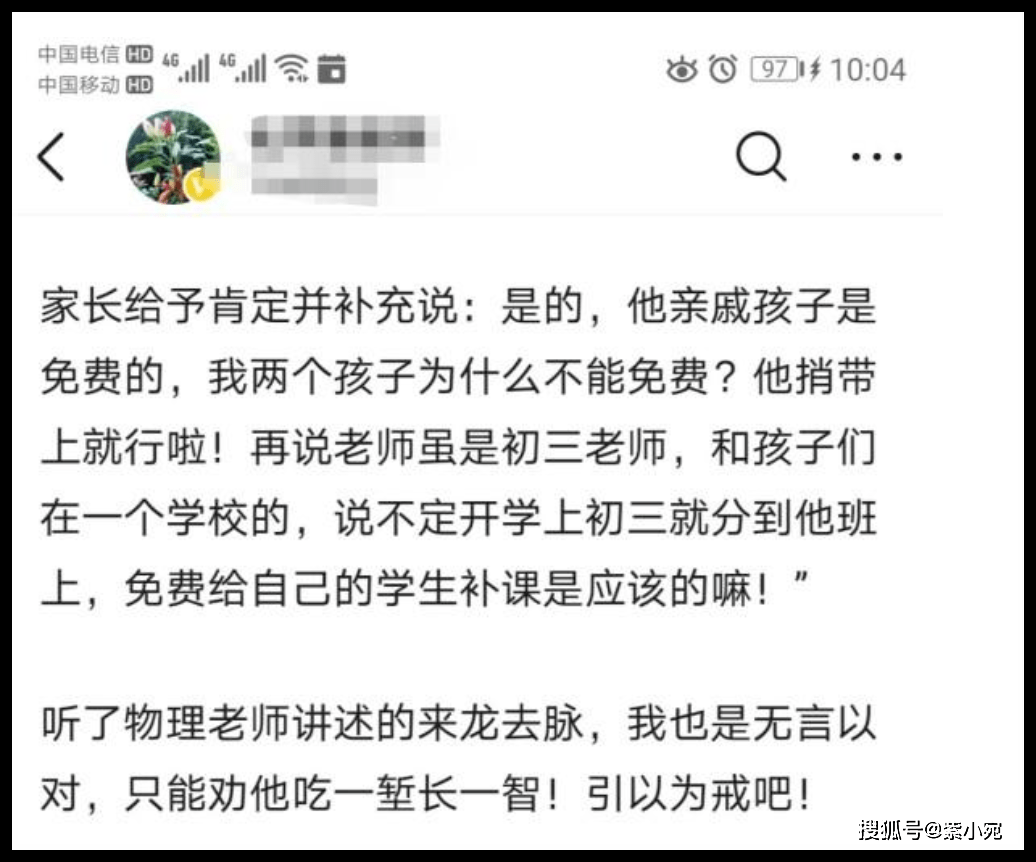 中国电信 HD 4G 4G 97 10:04
中国移动 HD
家长给予肯定并补充说：是的，他亲戚孩子是
免费的，我两个孩子为什么不能免费？他捎带
上就行啦！再说老师虽是初三老师，和孩子们
在一个学校的，说不定开学上初三就分到他班
上，免费给自己的学生补课是应该的嘛！”
听了物理老师讲述的来龙去脉，我也是无言以
对，只能劝他吃一堑长一智！引以为戒吧！
搜狐号@紫小宛